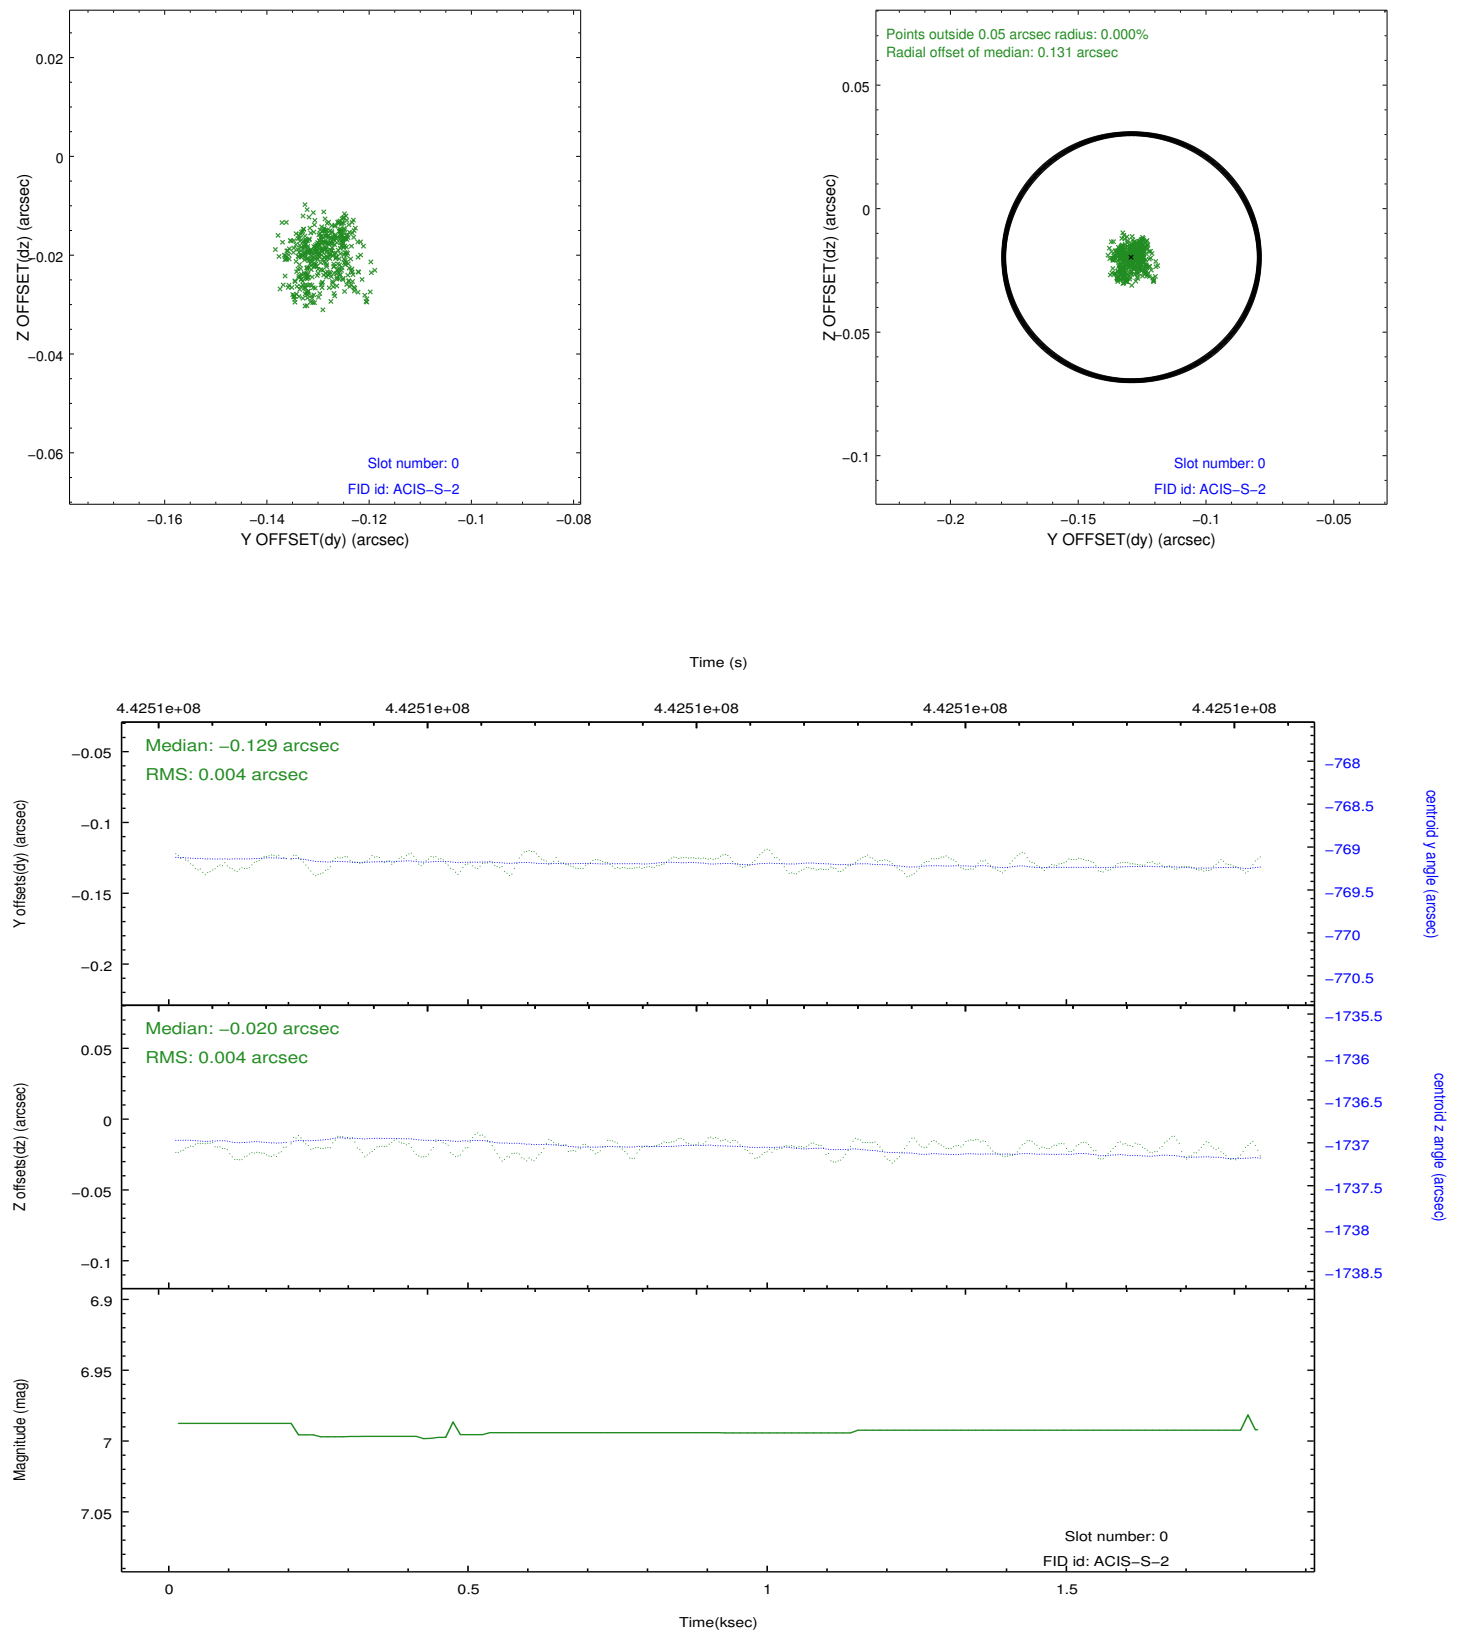 0.02
0
−0.02
−0.04
−0.06
Z OFFSET(dz) (arcsec)
Slot number: 0
FID id: ACIS−S−2
−0.16
−0.14
−0.12
−0.1
−0.08
Y OFFSET(dy) (arcsec)
Points outside 0.05 arcsec radius: 0.000%
Radial offset of median: 0.131 arcsec
0.05
0
−0.05
−0.1
Z OFFSET(dz) (arcsec)
Slot number: 0
FID id: ACIS−S−2
−0.2
−0.15
−0.1
−0.05
Y OFFSET(dy) (arcsec)
Time (s)
4.4251e+08
4.4251e+08
4.4251e+08
4.4251e+08
4.4251e+08
Median: −0.129 arcsec
RMS: 0.004 arcsec
−0.05
−0.1
−0.15
−0.2
Y offsets(dy) (arcsec)
−768
−768.5
−769
−769.5
−770
−770.5
centroid y angle (arcsec)
Median: −0.020 arcsec
RMS: 0.004 arcsec
0.05
0
−0.05
−0.1
Z offsets(dz) (arcsec)
−1735.5
−1736
−1736.5
−1737
−1737.5
−1738
−1738.5
centroid z angle (arcsec)
6.9
6.95
7
7.05
Magnitude (mag)
Slot number: 0
FID id: ACIS−S−2
0
0.5
1
1.5
Time(ksec)